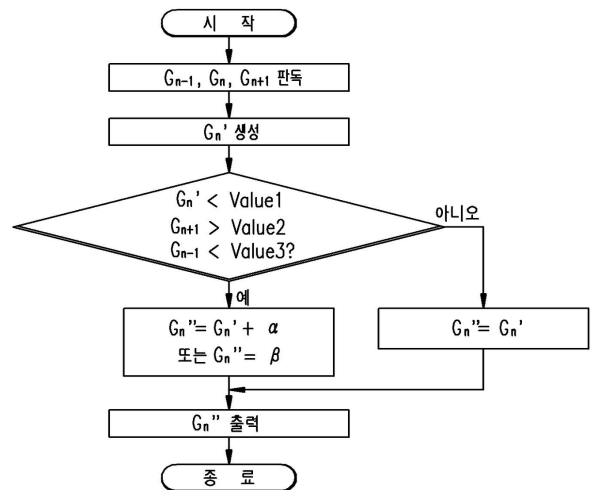 시 작
Gn-1, Gn, Gn+1 판독
Gn' 생성
Gn' < Value1
Gn+1 > Value2
Gn-1 < Value3?
아니오
예
Gn''= Gn' + α
또는 Gn''= β
Gn''= Gn'
Gn'' 출력
종 료